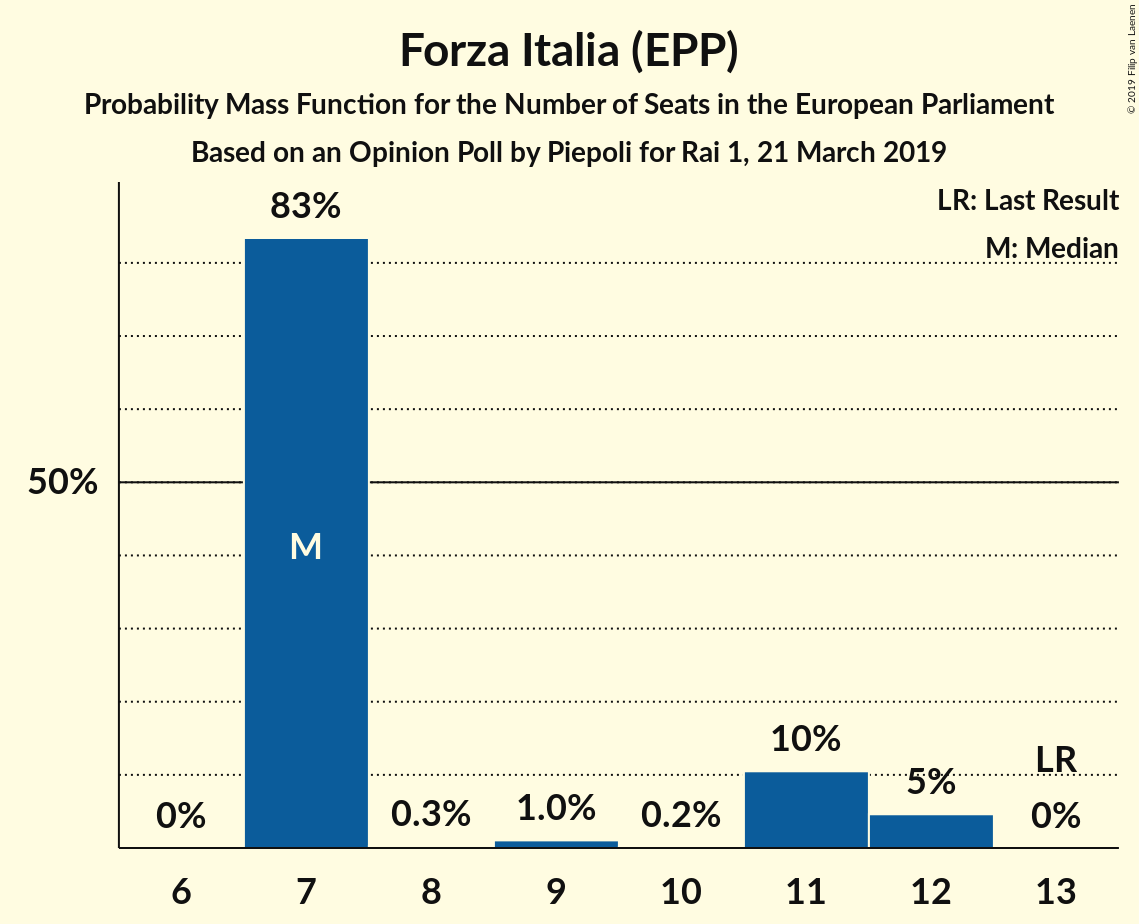 Forza Italia (EPP)
Probability Mass Function for the Number of Seats in the European Parliament
Based on an Opinion Poll by Piepoli for Rai 1, 21 March 2019
© 2019 Filip van Laenen
LR: Last Result
M: Median
83%
50%
M
10%
LR
5%
0%
0.3%
1.0%
0.2%
0%
6 7 8 9 10 11 12 13